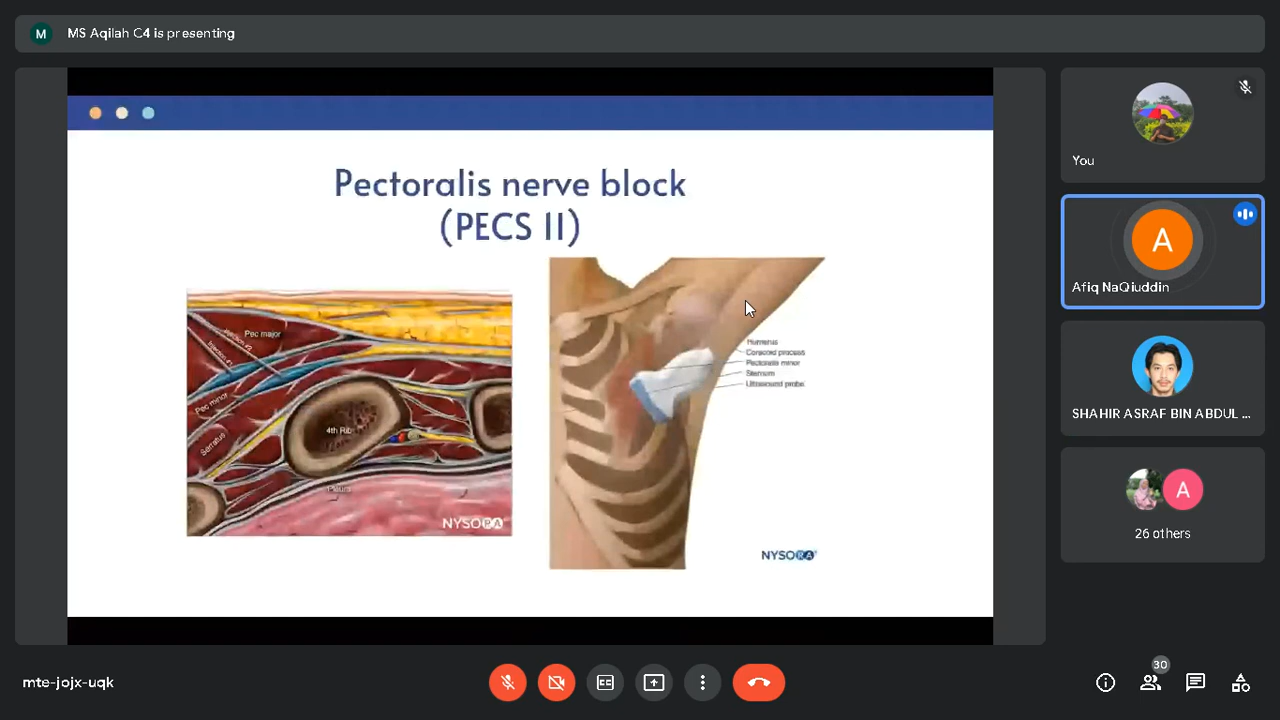 M
MS Aqilah C4 is presenting
Pectoralis nerve block
(PECS II)
Pec major
Pec minor
Serratus
4th Rib
Pleura
NYSORA
Humerus
Coracoid process
Pectoralis minor
Sternum
Ultrasound probe
NYSORA
You
A
Afiq NaQiuddin
SHAHIR ASRAF BIN ABDUL ...
A
26 others
mte-jojx-uqk
30